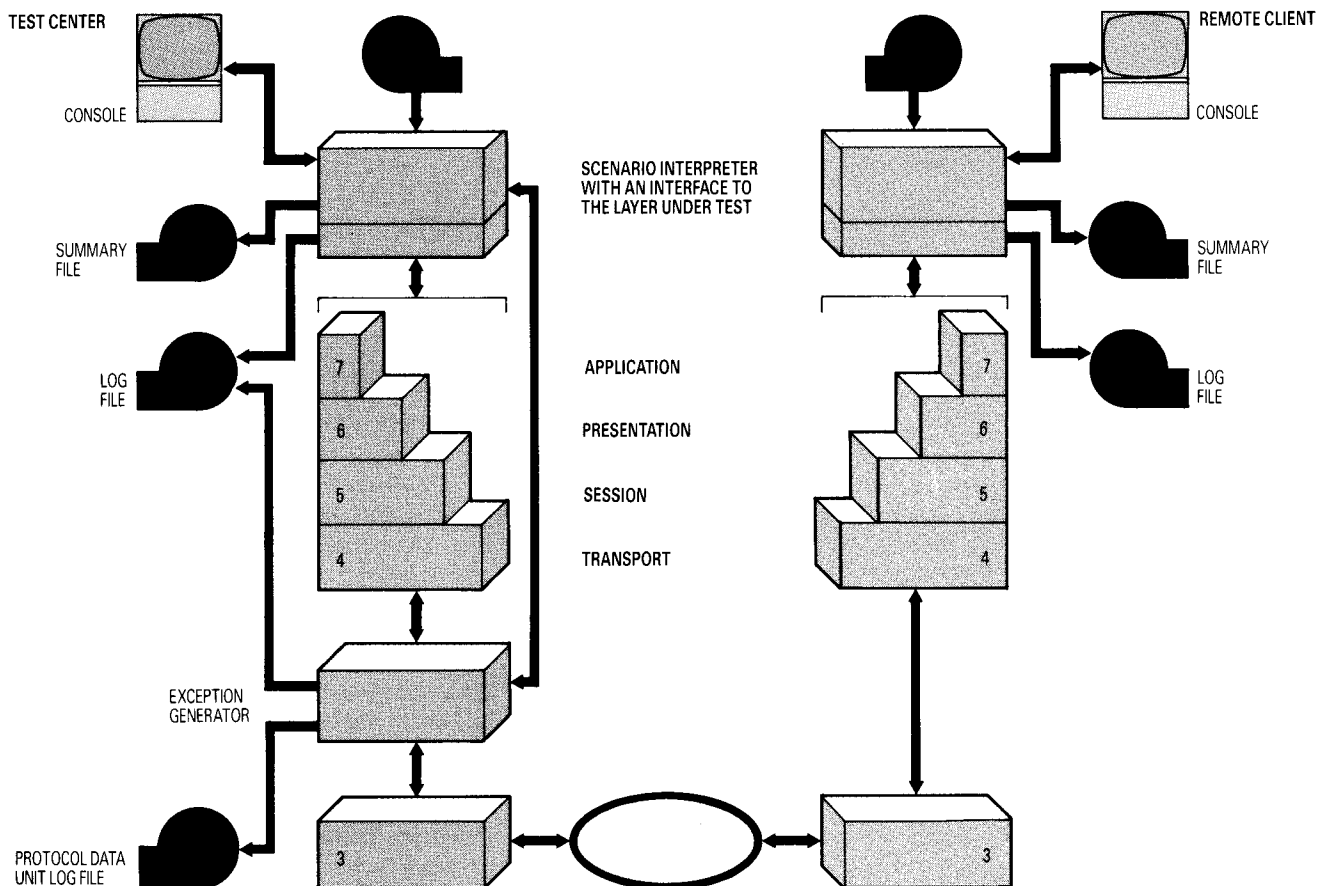 TEST CENTER
REMOTE CLIENT
CONSOLE
CONSOLE
SCENARIO INTERPRETER
WITH AN INTERFACE TO
THE LAYER UNDER TEST
SUMMARY
FILE
SUMMARY
FILE
LOG
FILE
LOG
FILE
7
APPLICATION
7
6
PRESENTATION
6
5
SESSION
5
4
TRANSPORT
4
EXCEPTION
GENERATOR
PROTOCOL DATA
UNIT LOG FILE
3
3